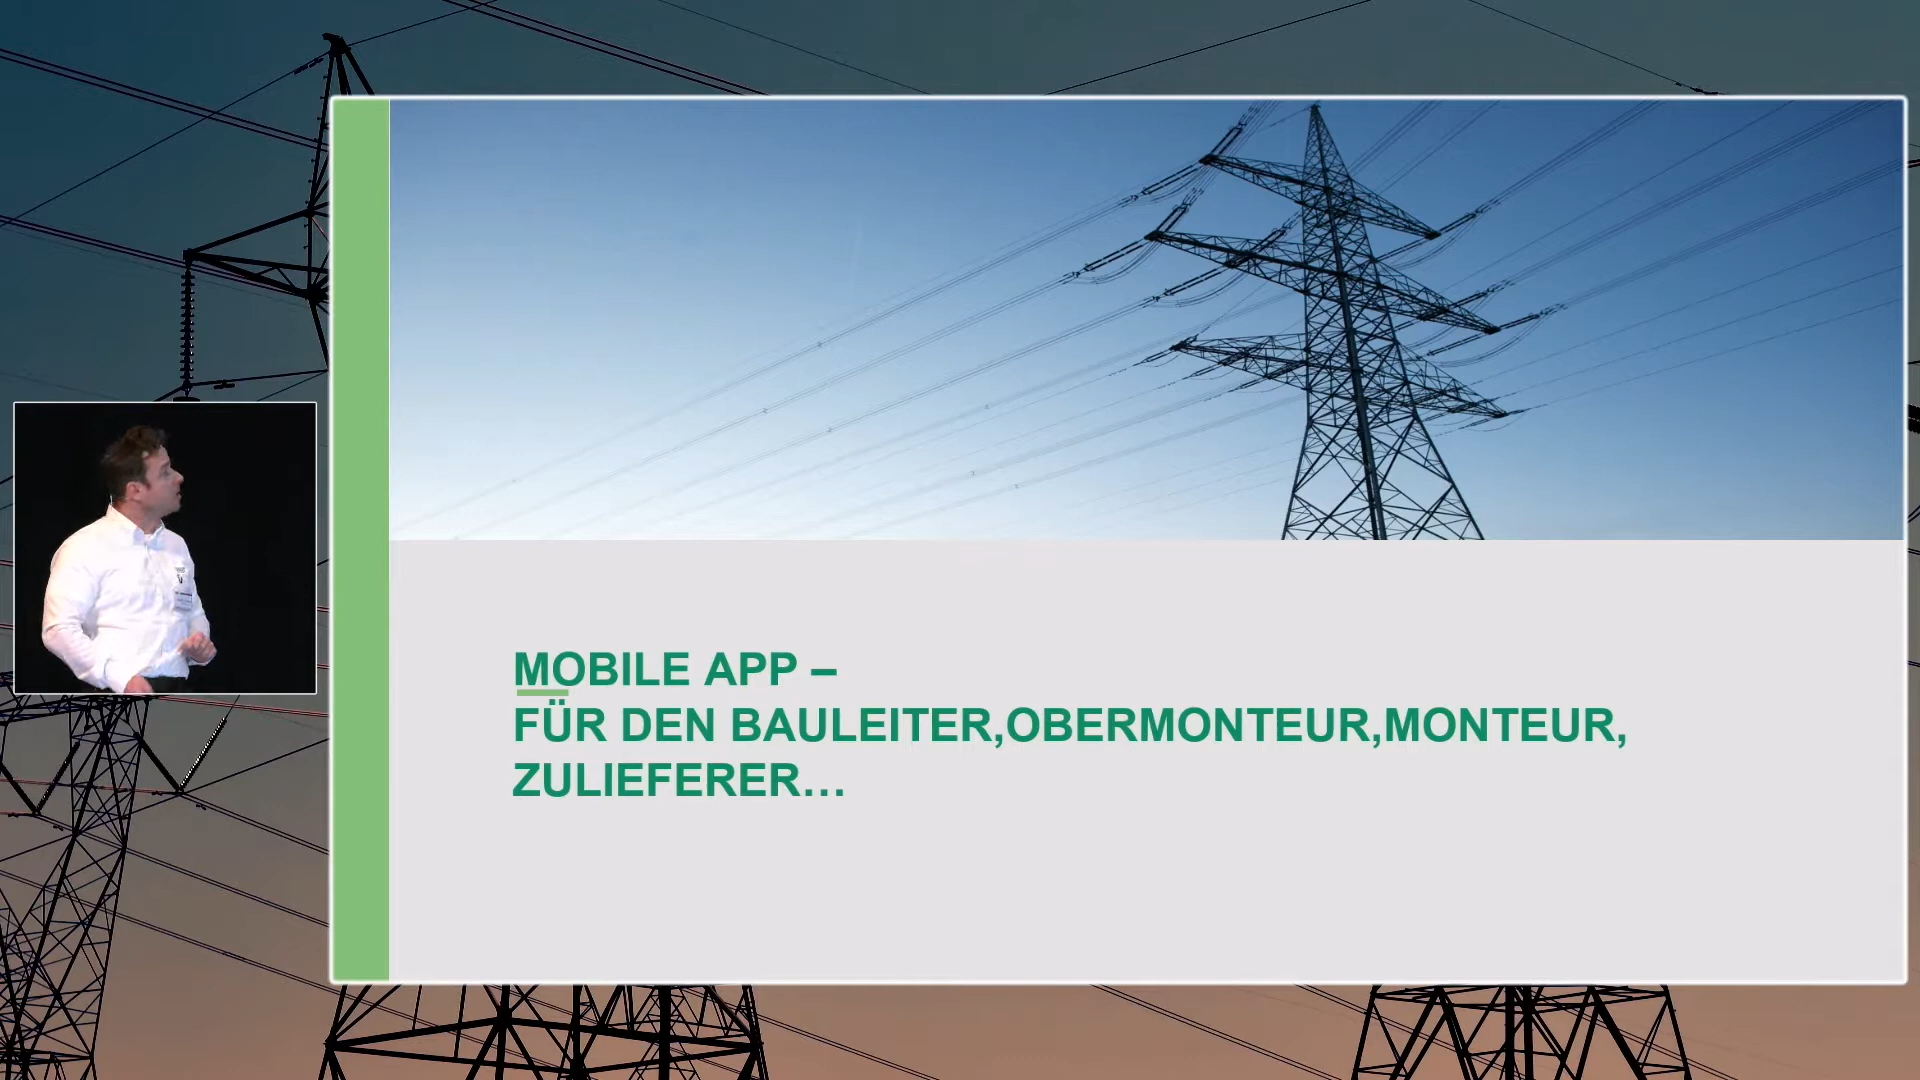 MOBILE APP –
FÜR DEN BAULEITER,OBERMONTEUR,MONTEUR,
ZULIEFERER…